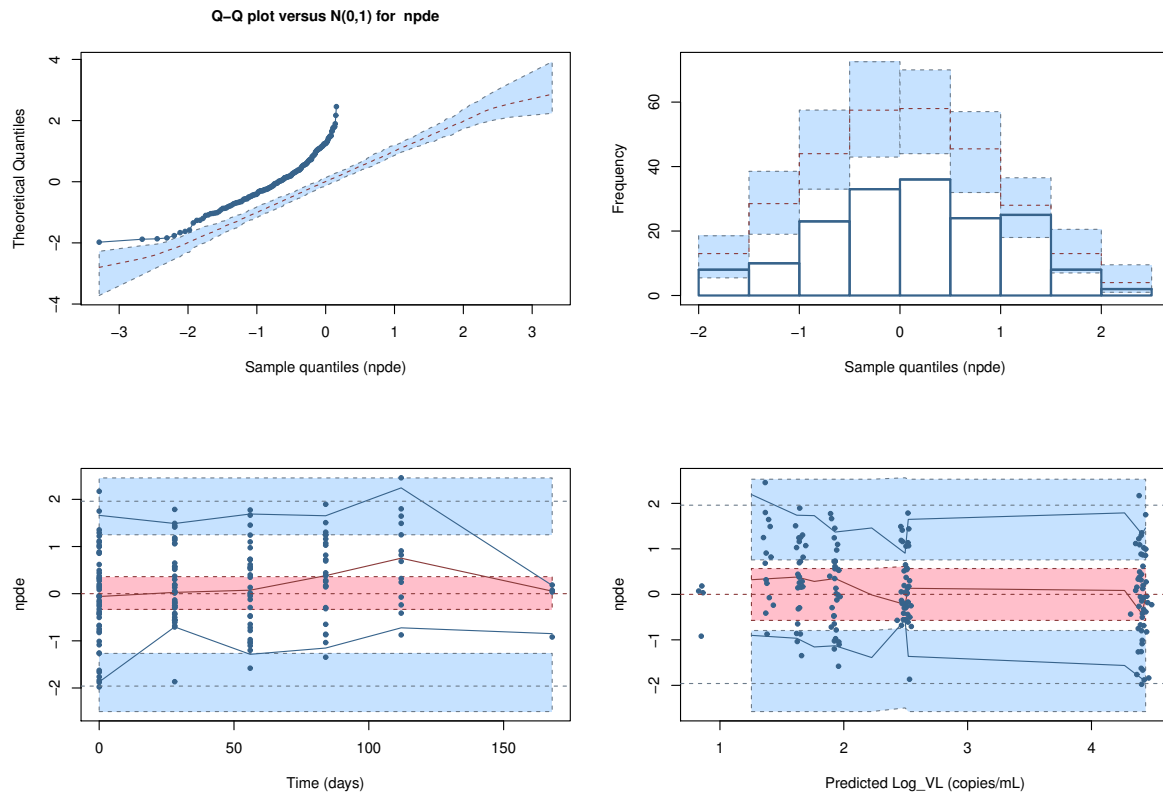 Q−Q plot versus N(0,1) for npde
Theoretical Quantiles
4
2
0
−2
−4
−3 −2 −1 0 1 2 3
Sample quantiles (npde)
Frequency
60
40
20
0
−2 −1 0 1 2
Sample quantiles (npde)
npde
2
1
0
-1
-2
0 50 100 150
Time (days)
npde
2
1
0
-1
-2
1 2 3 4
Predicted Log_VL (copies/mL)